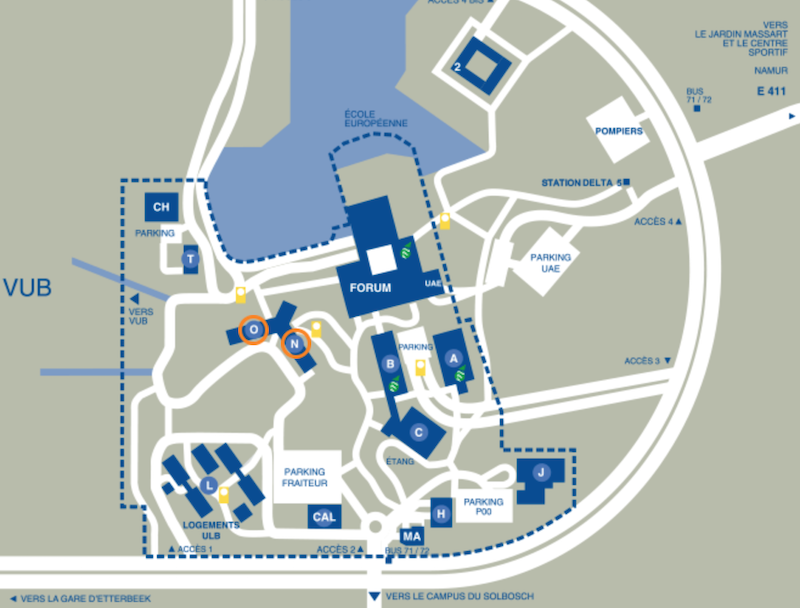 ACCÈS 4 BIS
VERS
LE JARDIN MASSART
ET LE CENTRE
SPORTIF
NAMUR
E 411
BUS
71 / 72
2
ÉCOLE
EUROPÉENNE
POMPIERS
STATION DELTA 5
CH
PARKING
T
ACCÈS 4
PARKING
UAE
VUB
VERS
VUB
FORUM
UAE
O
N
PARKING
B
A
ACCÈS 3
C
ÉTANG
L
LOGEMENTS
ULB
PARKING
FRAITEUR
CAL
J
PARKING
P00
H
MA
ACCÈS 1
ACCÈS 2
BUS 71 / 72
VERS LA GARE D'ETTERBEEK
VERS LE CAMPUS DU SOLBOSCH